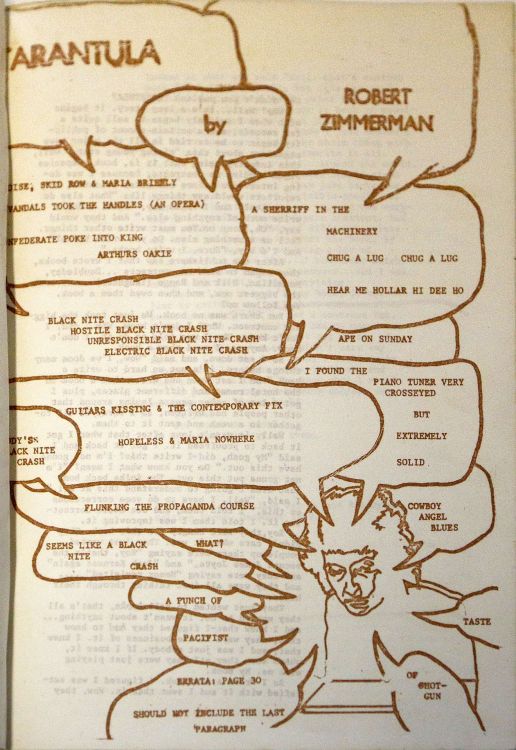 TARANTULA
by
ROBERT
ZIMMERMAN
SKID ROW & MARIA BRIEFLY
VANDALS TOOK THE HANDLES (AN OPERA)
POKE INTO KING
ARTHURS OAKIE
A SHERRIFF IN THE
MACHINERY
CHUG A LUG CHUG A LUG
HEAR ME HOLLAR HI DEE HO
BLACK NITE CRASH
HOSTILE BLACK NITE CRASH
UNRESPONSIBLE BLACK NITE CRASH
ELECTRIC BLACK NITE CRASH
APE ON SUNDAY
I FOUND THE
PIANO TUNER VERY
CROSSEYED
BUT
EXTREMELY
SOLID
GUITARS KISSING & THE CONTEMPORARY FIX
HOPELESS & MARIA NOWHERE
NITE
CRASH
FLUNKING THE PROPAGANDA COURSE
COWBOY
ANGEL
BLUES
SEEMS LIKE A BLACK
NITE
CRASH
WHAT?
A PUNCH OF
PACIFIST
TASTE
OF
SHOT-
GUN
ERRATA: PAGE 30
SHOULD NOT INCLUDE THE LAST
PARAGRAPH